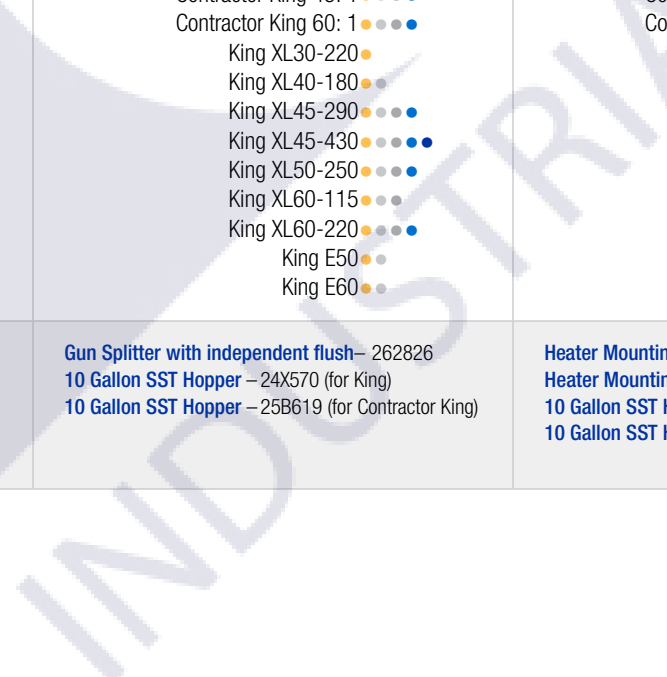 Contractor King 60: 1
Co
King XL30-220
King XL40-180
King XL45-290
King XL45-430
King XL50-250
King XL60-115
King XL60-220
King E50
King E60
Gun Splitter with independent flush– 262826
10 Gallon SST Hopper – 24X570 (for King)
10 Gallon SST Hopper – 25B619 (for Contractor King)
Heater Mountin
Heater Mountin
10 Gallon SST H
10 Gallon SST H
INDUSTRIA